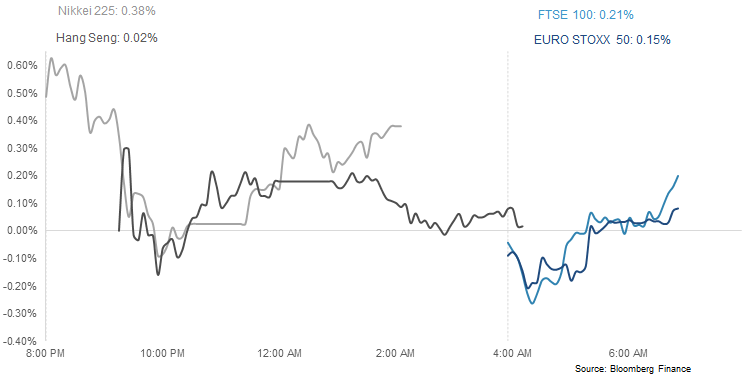 Nikkei 225: 0.38%
Hang Seng: 0.02%
FTSE 100: 0.21%
EURO STOXX 50: 0.15%
0.60%
0.50%
0.40%
0.30%
0.20%
0.10%
0.00%
-0.10%
-0.20%
-0.30%
-0.40%
8:00 PM 10:00 PM 12:00 AM 2:00 AM 4:00 AM 6:00 AM
Source: Bloomberg Finance